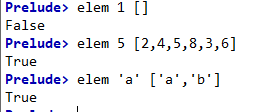 Prelude> elem 1 []
False
Prelude> elem 5 [2,4,5,8,3,6]
True
Prelude> elem 'a' ['a','b']
True